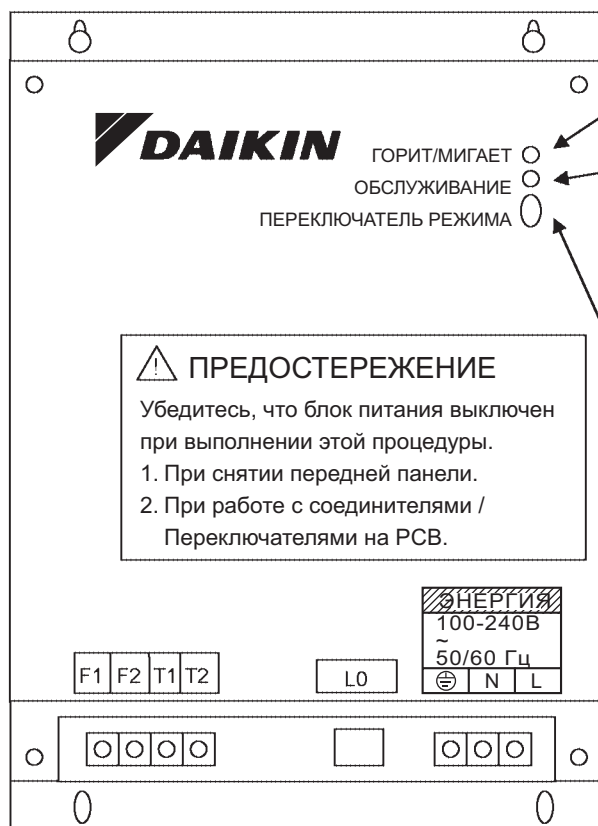 DAIKIN
ГОРИТ/МИГАЕТ
ОБСЛУЖИВАНИЕ
ПЕРЕКЛЮЧАТЕЛЬ РЕЖИМА
ПРЕДОСТЕРЕЖЕНИЕ
Убедитесь, что блок питания выключен
при выполнении этой процедуры.
1. При снятии передней панели.
2. При работе с соединителями /
Переключателями на PCB.
ЭНЕРГИЯ
100-240В
~
50/60 Гц
F1 F2 T1 T2
L0
N L